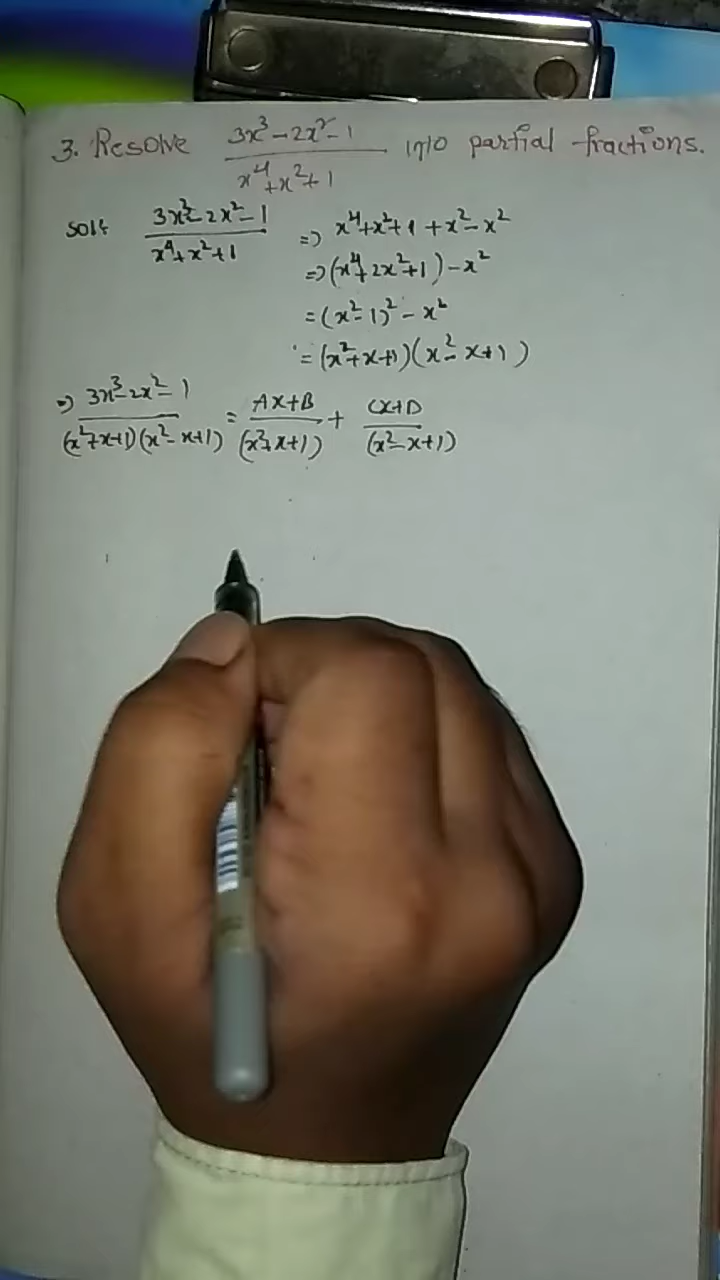 3. Resolve (3x³-2x²-1)/(x⁴+x²+1) into partial fractions.
Sol: (3x²-2x²-1)/(x⁴+x²+1) => x⁴+x²+1+x²-x²
=> (x⁴+2x²+1)-x²
= (x²-1)²-x²
= (x²+x+1)(x²-x+1)
=> (3x³-2x²-1)/((x²+x+1)(x²-x+1)) = (Ax+B)/(x²+x+1) + (Cx+D)/(x²-x+1)